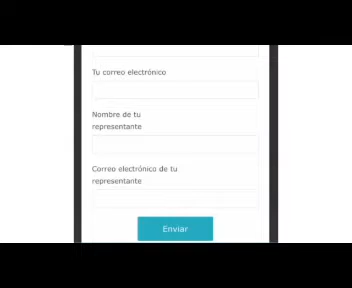 Tu correo electrónico
Nombre de tu
representante
Correo electrónico de tu
representante
Enviar